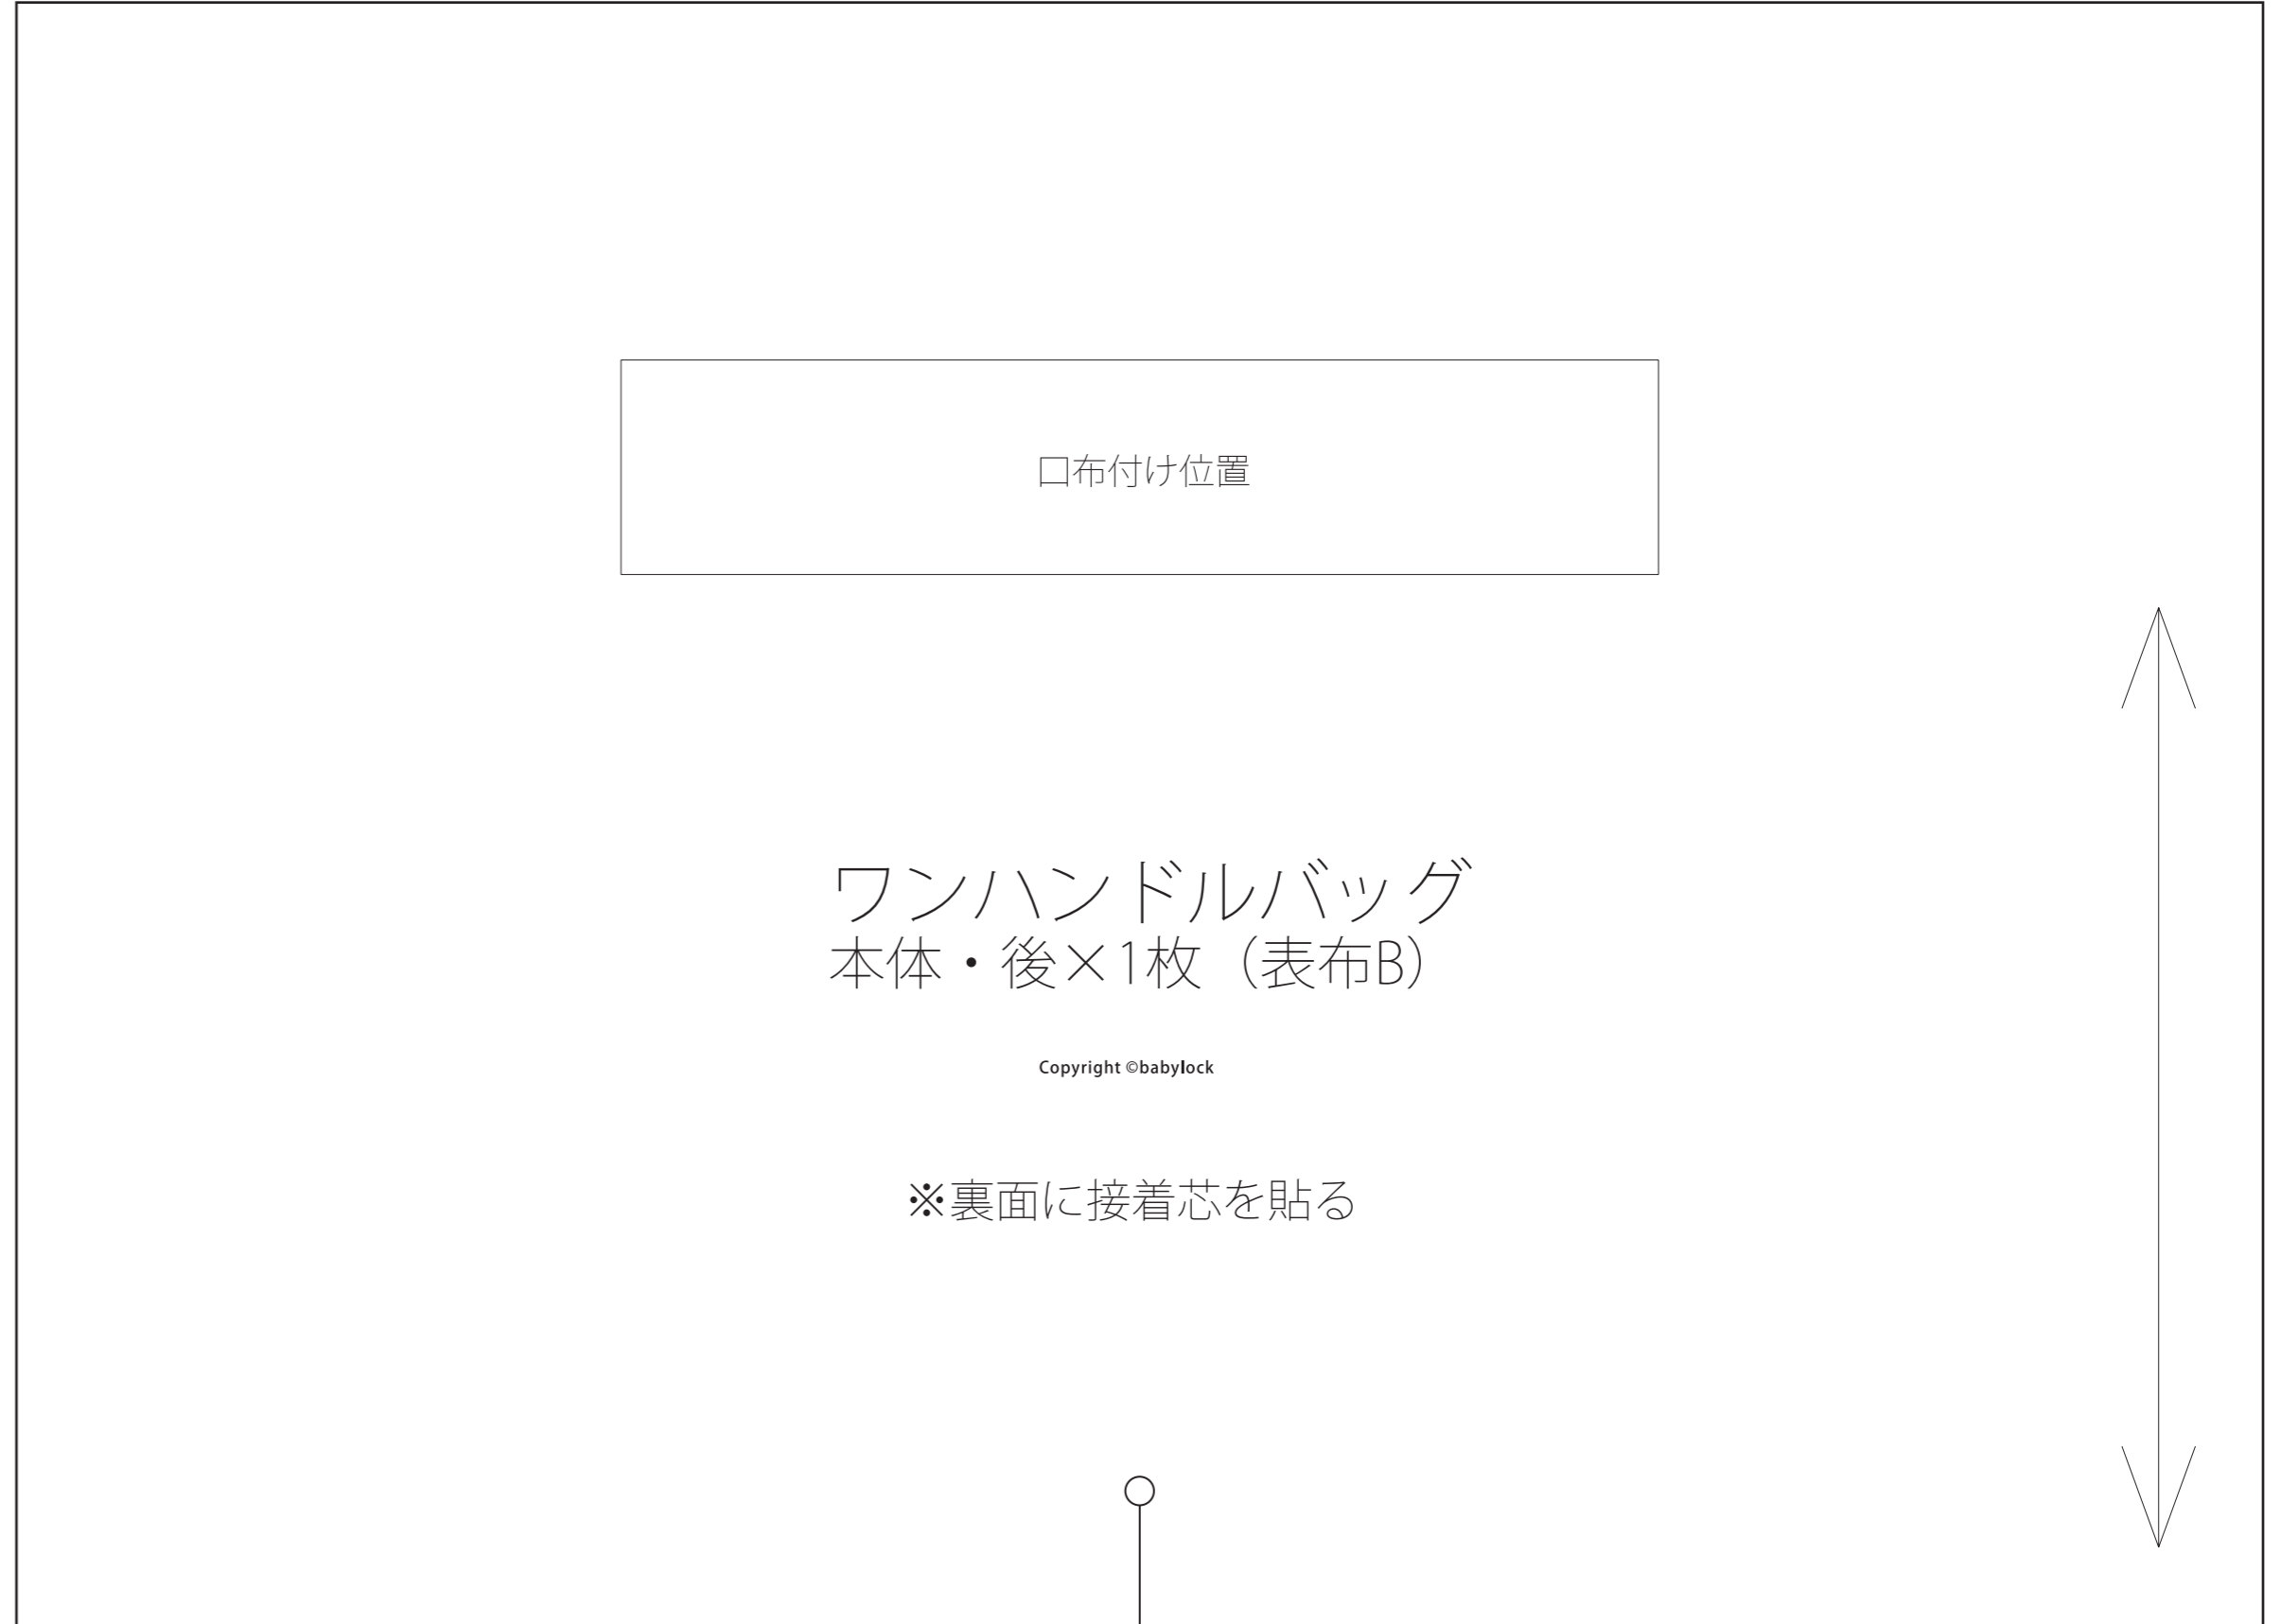 口布付け位置
ワンハンドルバッグ
本体・後×1枚（表布B）
Copyright ©babylock
※裏面に接着芯を貼る